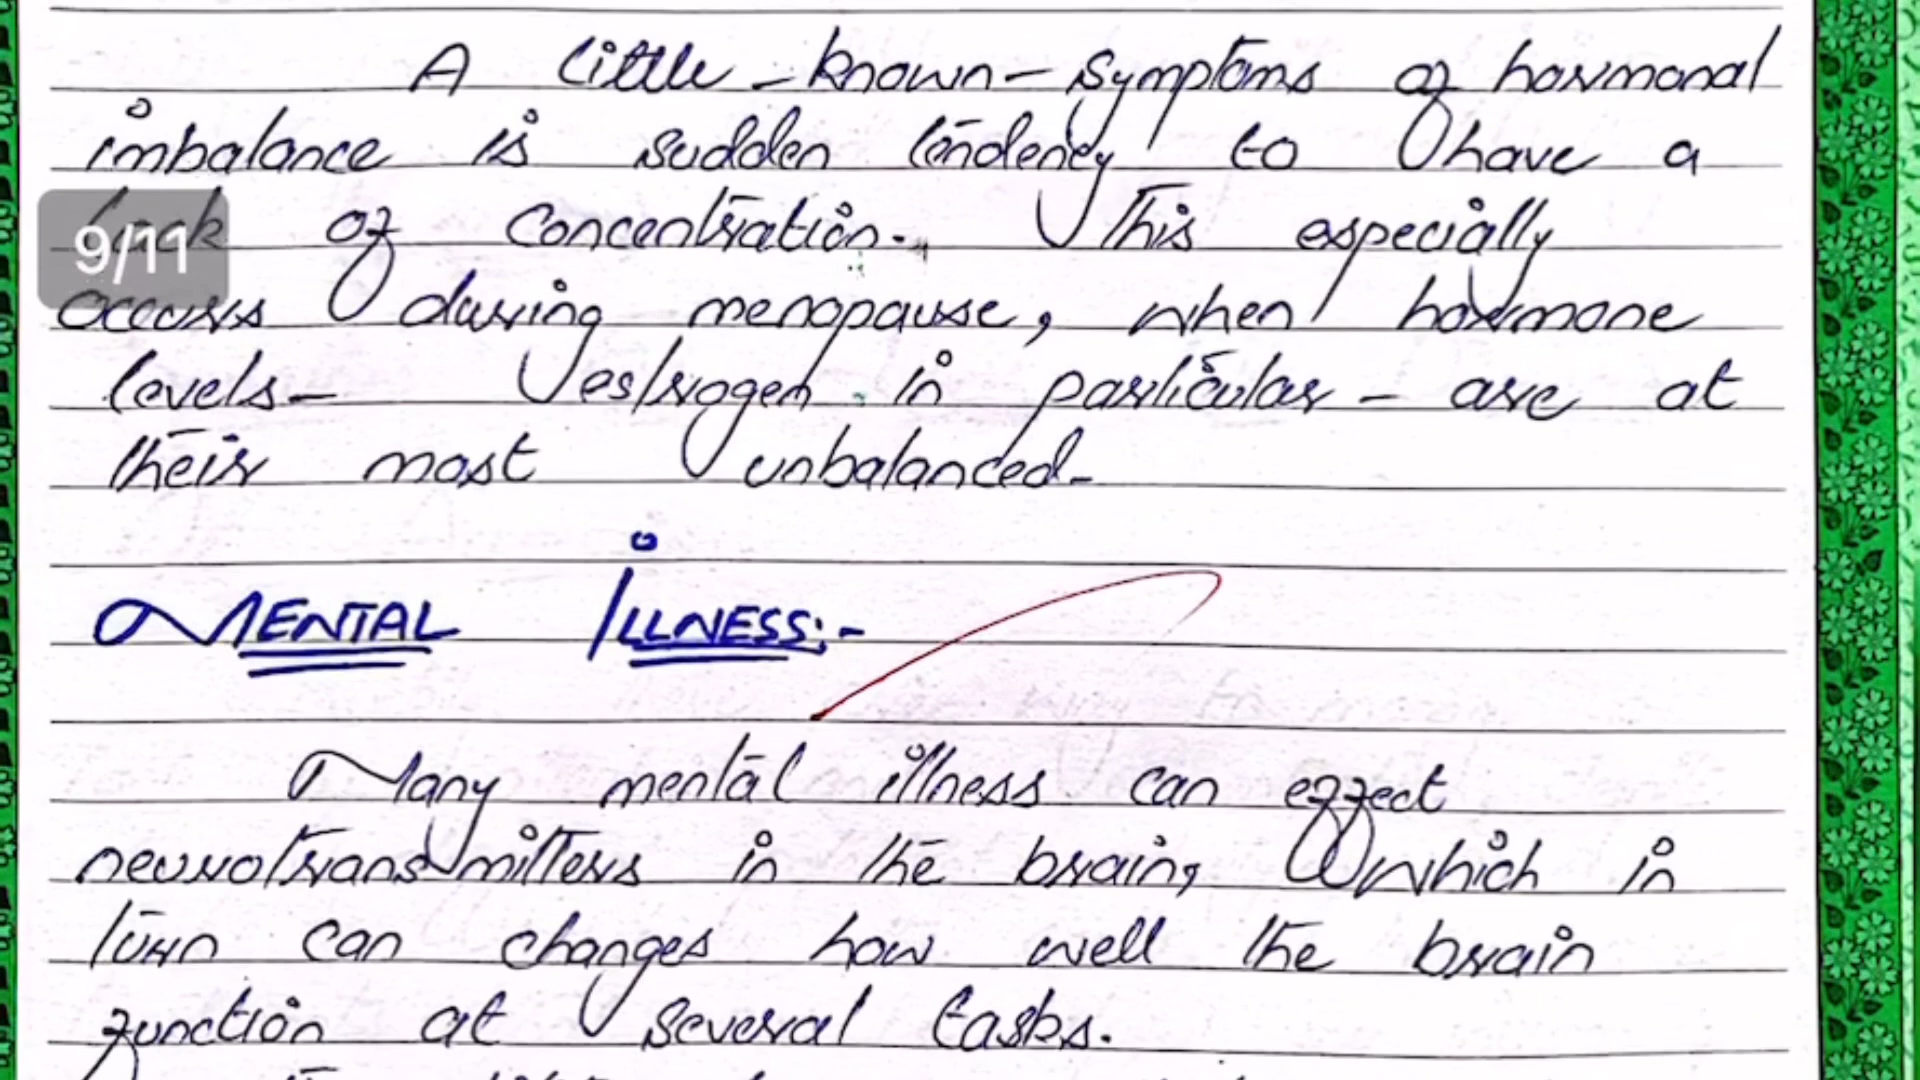 A little - known - symptoms of hormonal
imbalance is sudden tendency to have a
lack of concentration. This especially
9/11
occurs during menopause, when hormone
levels - estrogen in particular - are at
their most unbalanced.
MENTAL ILLNESS:-
Many mental illness can effect
neurotransmitters in the brain, which in
turn can changes how well the brain
function at several tasks.